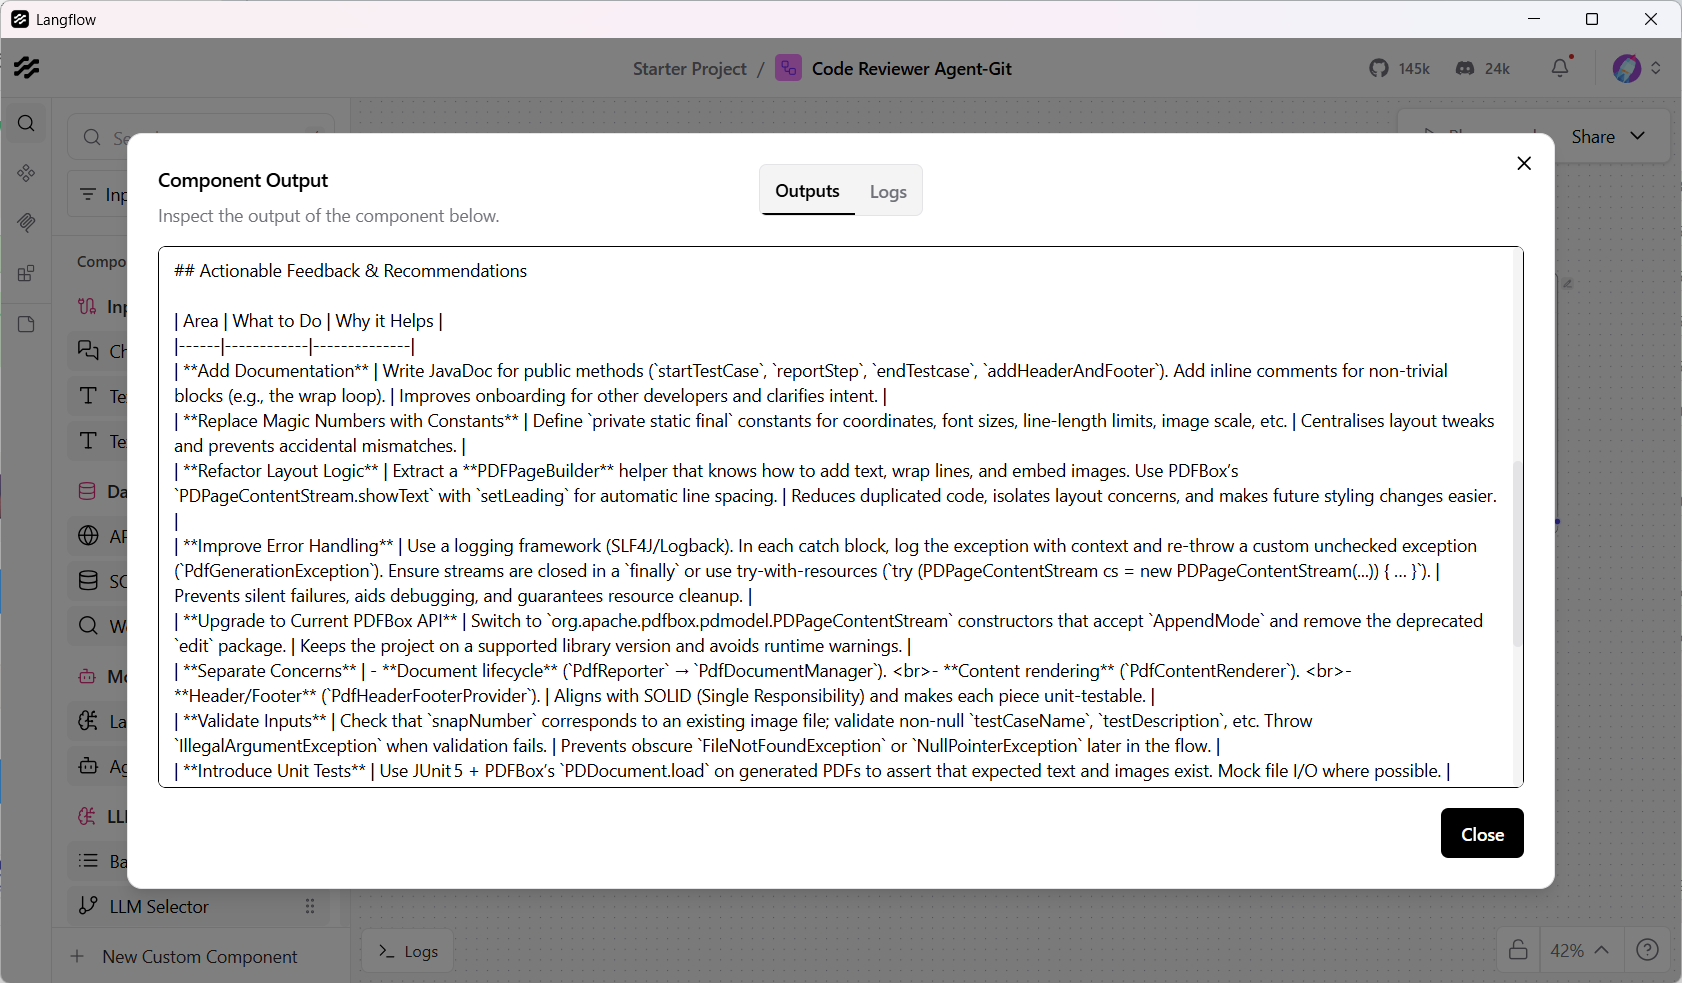 Langflow
Starter Project / Code Reviewer Agent-Git
145k
24k
Share
Component Output
Inspect the output of the component below.
Outputs
Logs
## Actionable Feedback & Recommendations
| Area | What to Do | Why it Helps |
|------|------------|--------------|
| **Add Documentation** | Write JavaDoc for public methods (`startTestCase`, `reportStep`, `endTestcase`, `addHeaderAndFooter`). Add inline comments for non-trivial
blocks (e.g., the wrap loop). | Improves onboarding for other developers and clarifies intent. |
| **Replace Magic Numbers with Constants** | Define `private static final` constants for coordinates, font sizes, line-length limits, image scale, etc. | Centralises layout tweaks
and prevents accidental mismatches. |
| **Refactor Layout Logic** | Extract a **PDFPageBuilder** helper that knows how to add text, wrap lines, and embed images. Use PDFBox’s
`PDPageContentStream.showText` with `setLeading` for automatic line spacing. | Reduces duplicated code, isolates layout concerns, and makes future styling changes easier.
|
| **Improve Error Handling** | Use a logging framework (SLF4J/Logback). In each catch block, log the exception with context and re-throw a custom unchecked exception
(`PdfGenerationException`). Ensure streams are closed in a `finally` or use try-with-resources (`try (PDPageContentStream cs = new PDPageContentStream(...)) { ... }`). |
Prevents silent failures, aids debugging, and guarantees resource cleanup. |
| **Upgrade to Current PDFBox API** | Switch to `org.apache.pdfbox.pdmodel.PDPageContentStream` constructors that accept `AppendMode` and remove the deprecated
`edit` package. | Keeps the project on a supported library version and avoids runtime warnings. |
| **Separate Concerns** | - **Document lifecycle** (`PdfReporter` → `PdfDocumentManager`). <br>- **Content rendering** (`PdfContentRenderer`). <br>-
**Header/Footer** (`PdfHeaderFooterProvider`). | Aligns with SOLID (Single Responsibility) and makes each piece unit-testable. |
| **Validate Inputs** | Check that `snapNumber` corresponds to an existing image file; validate non-null `testCaseName`, `testDescription`, etc. Throw
`IllegalArgumentException` when validation fails. | Prevents obscure `FileNotFoundException` or `NullPointerException` later in the flow. |
| **Introduce Unit Tests** | Use JUnit 5 + PDFBox’s `PDDocument.load` on generated PDFs to assert that expected text and images exist. Mock file I/O where possible. |
Close
Inp
Compo
Inp
Ch
Te
Te
Da
AP
SC
We
Mo
La
Ag
LL
Ba
LLM Selector
New Custom Component
Logs
42%